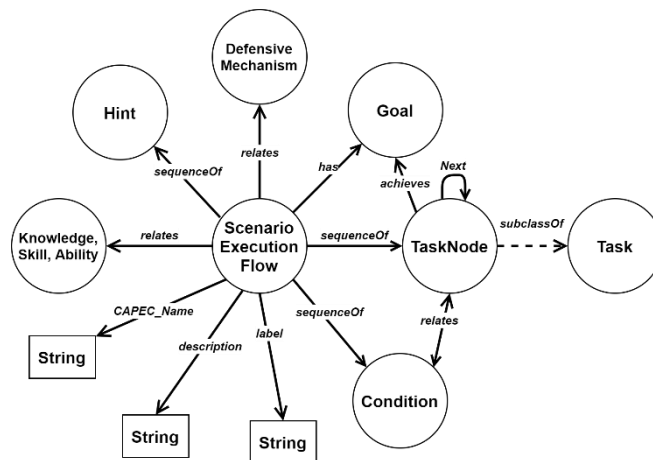 Defensive
Mechanism
Hint
Goal
Next
sequenceOf
relates
has
achieves
subclassOf
Knowledge,
Skill, Ability
relates
Scenario
Execution
Flow
sequenceOf
TaskNode
Task
CAPEC_Name
sequenceOf
label
relates
description
String
Condition
String
String